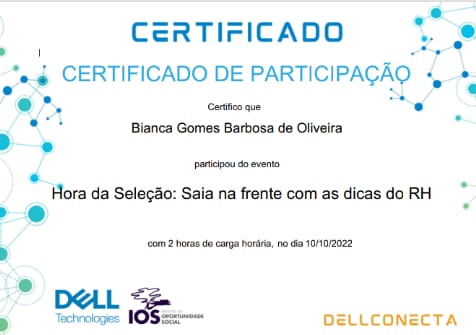 CERTIFICADO
CERTIFICADO DE PARTICIPAÇÃO
Certifico que
Bianca Gomes Barbosa de Oliveira
participou do evento
Hora da Seleção: Saia na frente com as dicas do RH
com 2 horas de carga horária, no dia 10/10/2022
DELL
Technologies
IOS
INSTITUTO DA
OPORTUNIDADE
SOCIAL
DELLCONECTA